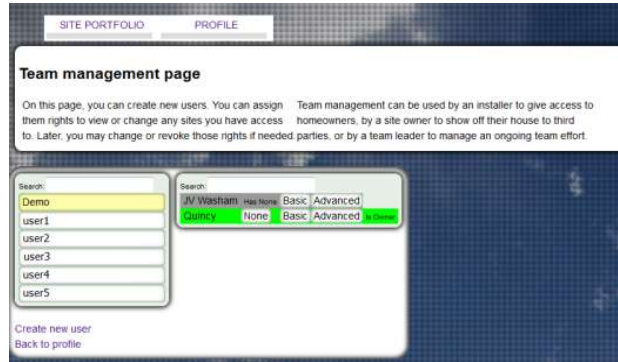 SITE PORTFOLIO PROFILE
Team management page
On this page, you can create new users. You can assign
them rights to view or change any sites you have access
to. Later, you may change or revoke those rights if needed.
Team management can be used by an installer to give access to
homeowners, by a site owner to show off their house to third
parties, or by a team leader to manage an ongoing team effort.
Search:
Demo
user1
user2
user3
user4
user5
Search:
JV Washam Has None Basic Advanced
Quincy None Basic Advanced Is Owner
Create new user
Back to profile